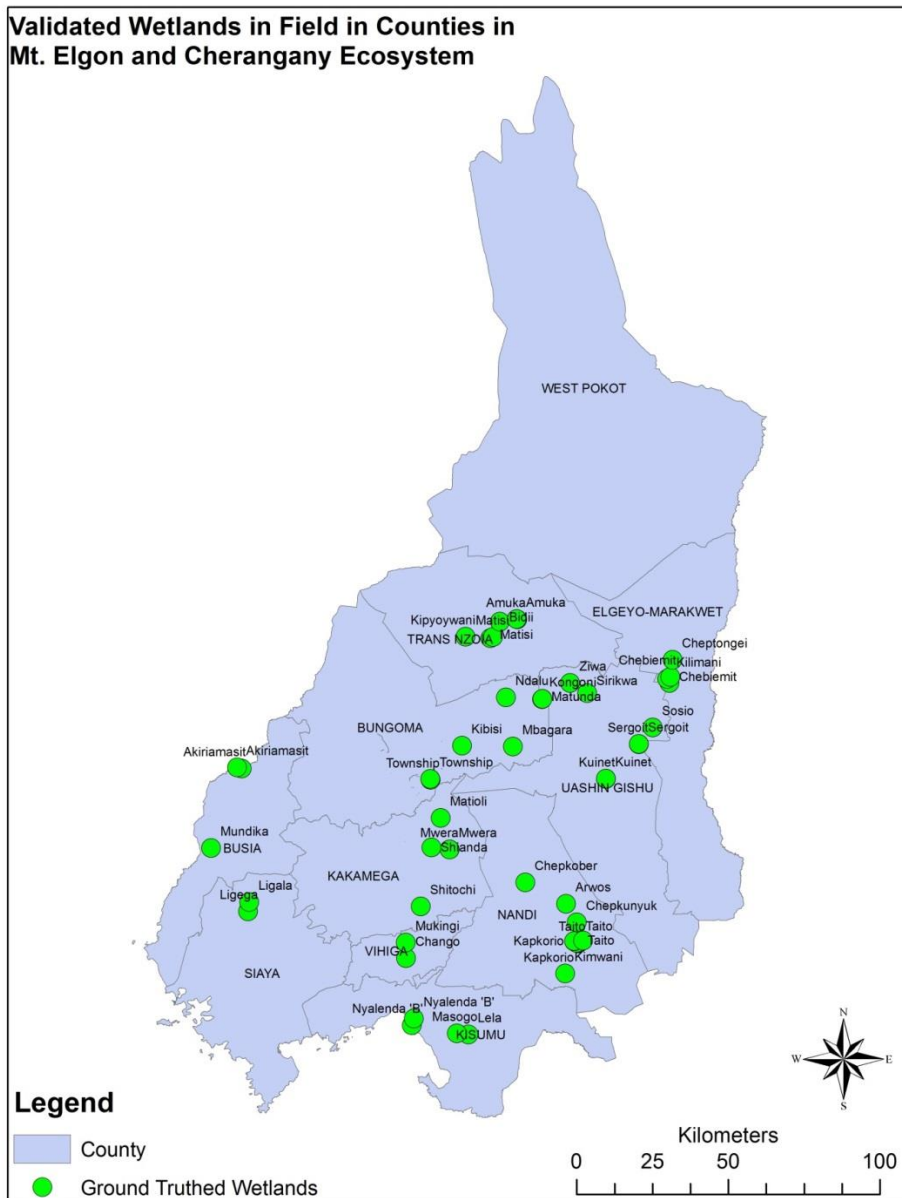 Validated Wetlands in Field in Counties in
Mt. Elgon and Cherangany Ecosystem
WEST POKOT
AmukaAmuka
ELGEYO-MARAKWET
Kipyoywani
Matisi
Bidii
TRANS NZOIA
Matisi
Cheptongei
Chebiemit
Kilimani
Chebiemit
Ziwa
Ndalu
Kongoni
Sirikwa
Matunda
Sosio
BUNGOMA
Kibisi
Mbagara
SergoitSergoit
Akiriamasit
Akiriamasit
TownshipTownship
KuinetKuinet
UASHIN GISHU
Matioli
Mundika
MweraMwera
BUSIA
Shianda
Chepkober
KAKAMEGA
Ligala
Ligega
Shitochi
Arwos
NANDI
Chepkunyuk
Mukingi
TaitoTaito
Chango
Kapkorio
Taito
VIHIGA
Kapkorio
Kimwani
SIAYA
Nyalenda 'B'
Nyalenda 'B'
Masogo
Lela
KISUMU
N
W
E
S
Legend
County
Ground Truthed Wetlands
Kilometers
0 25 50 100